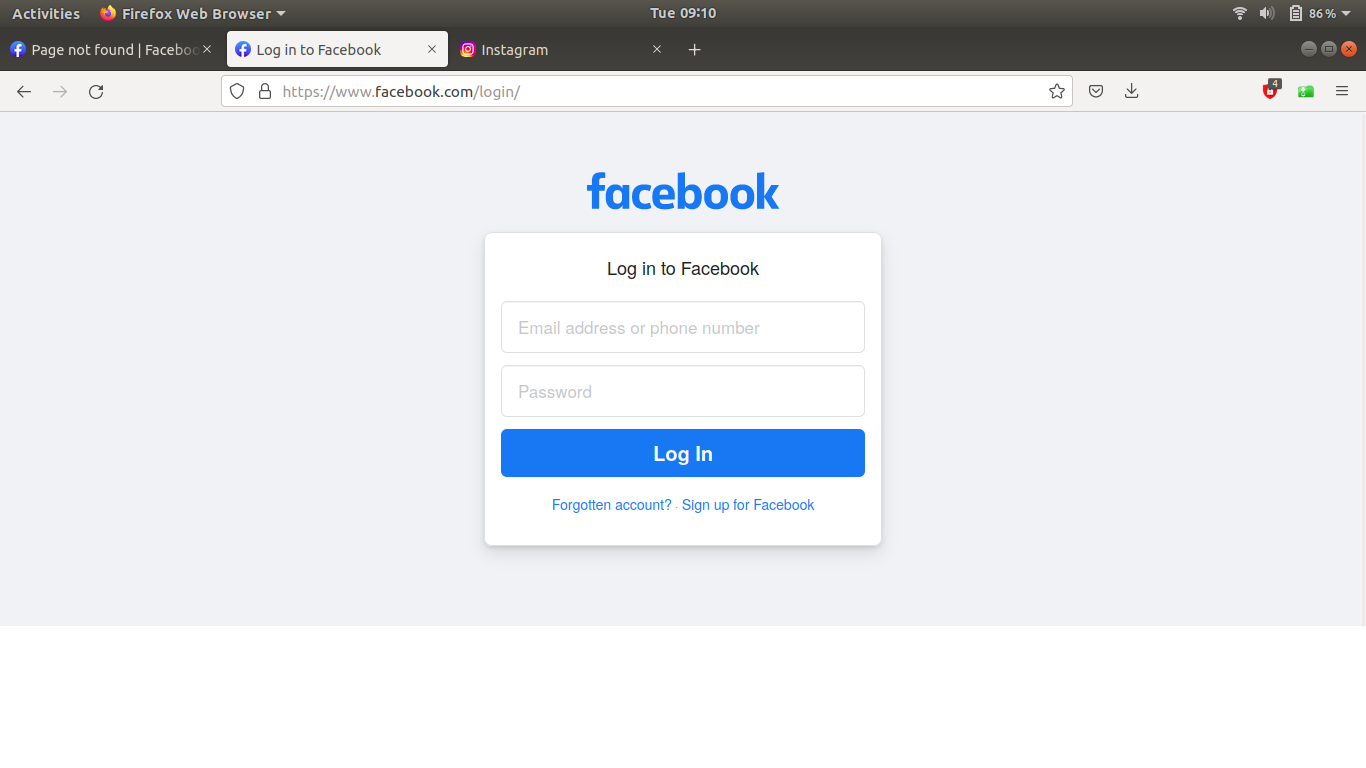 Activities Firefox Web Browser Tue 09:10 86 %
Page not found | Faceboo Log in to Facebook Instagram
https://www.facebook.com/login/ 4
facebook
Log in to Facebook
Email address or phone number
Password
Log In
Forgotten account? · Sign up for Facebook